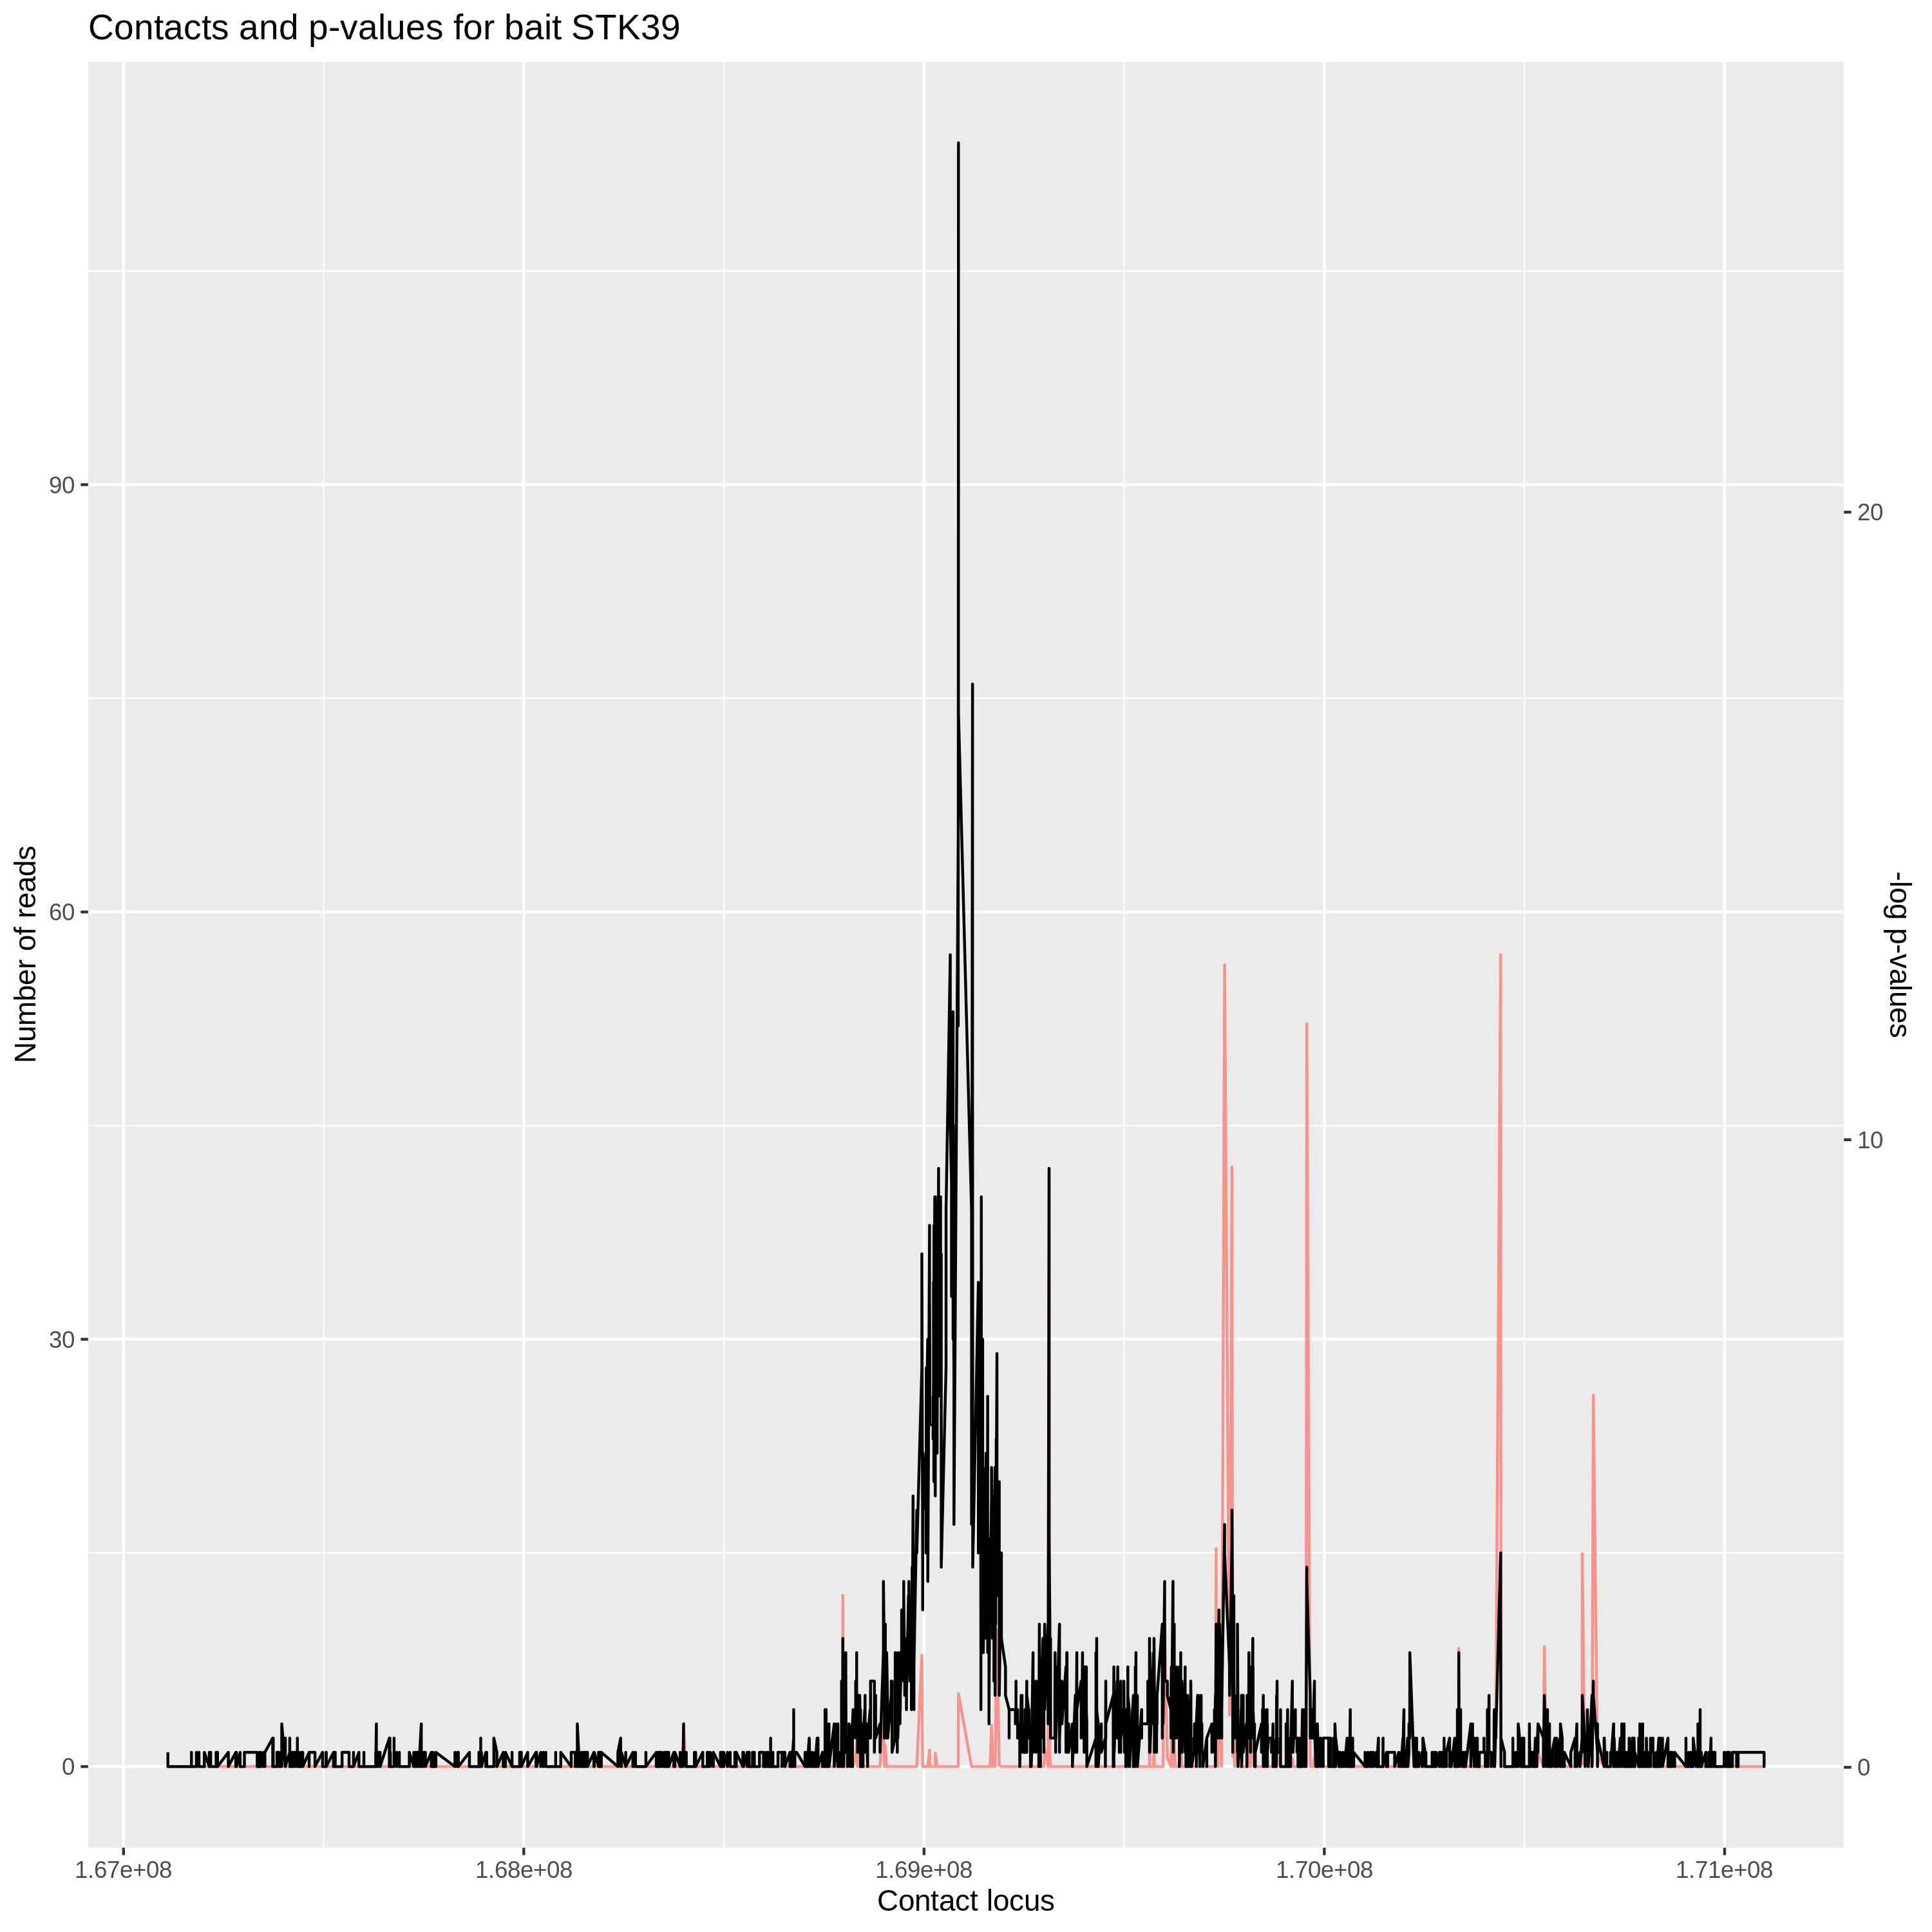 Contacts and p-values for bait STK39
Number of reads
90
60
30
0
20
10
0
-log p-values
1.67e+08 1.68e+08 1.69e+08 1.70e+08 1.71e+08
Contact locus